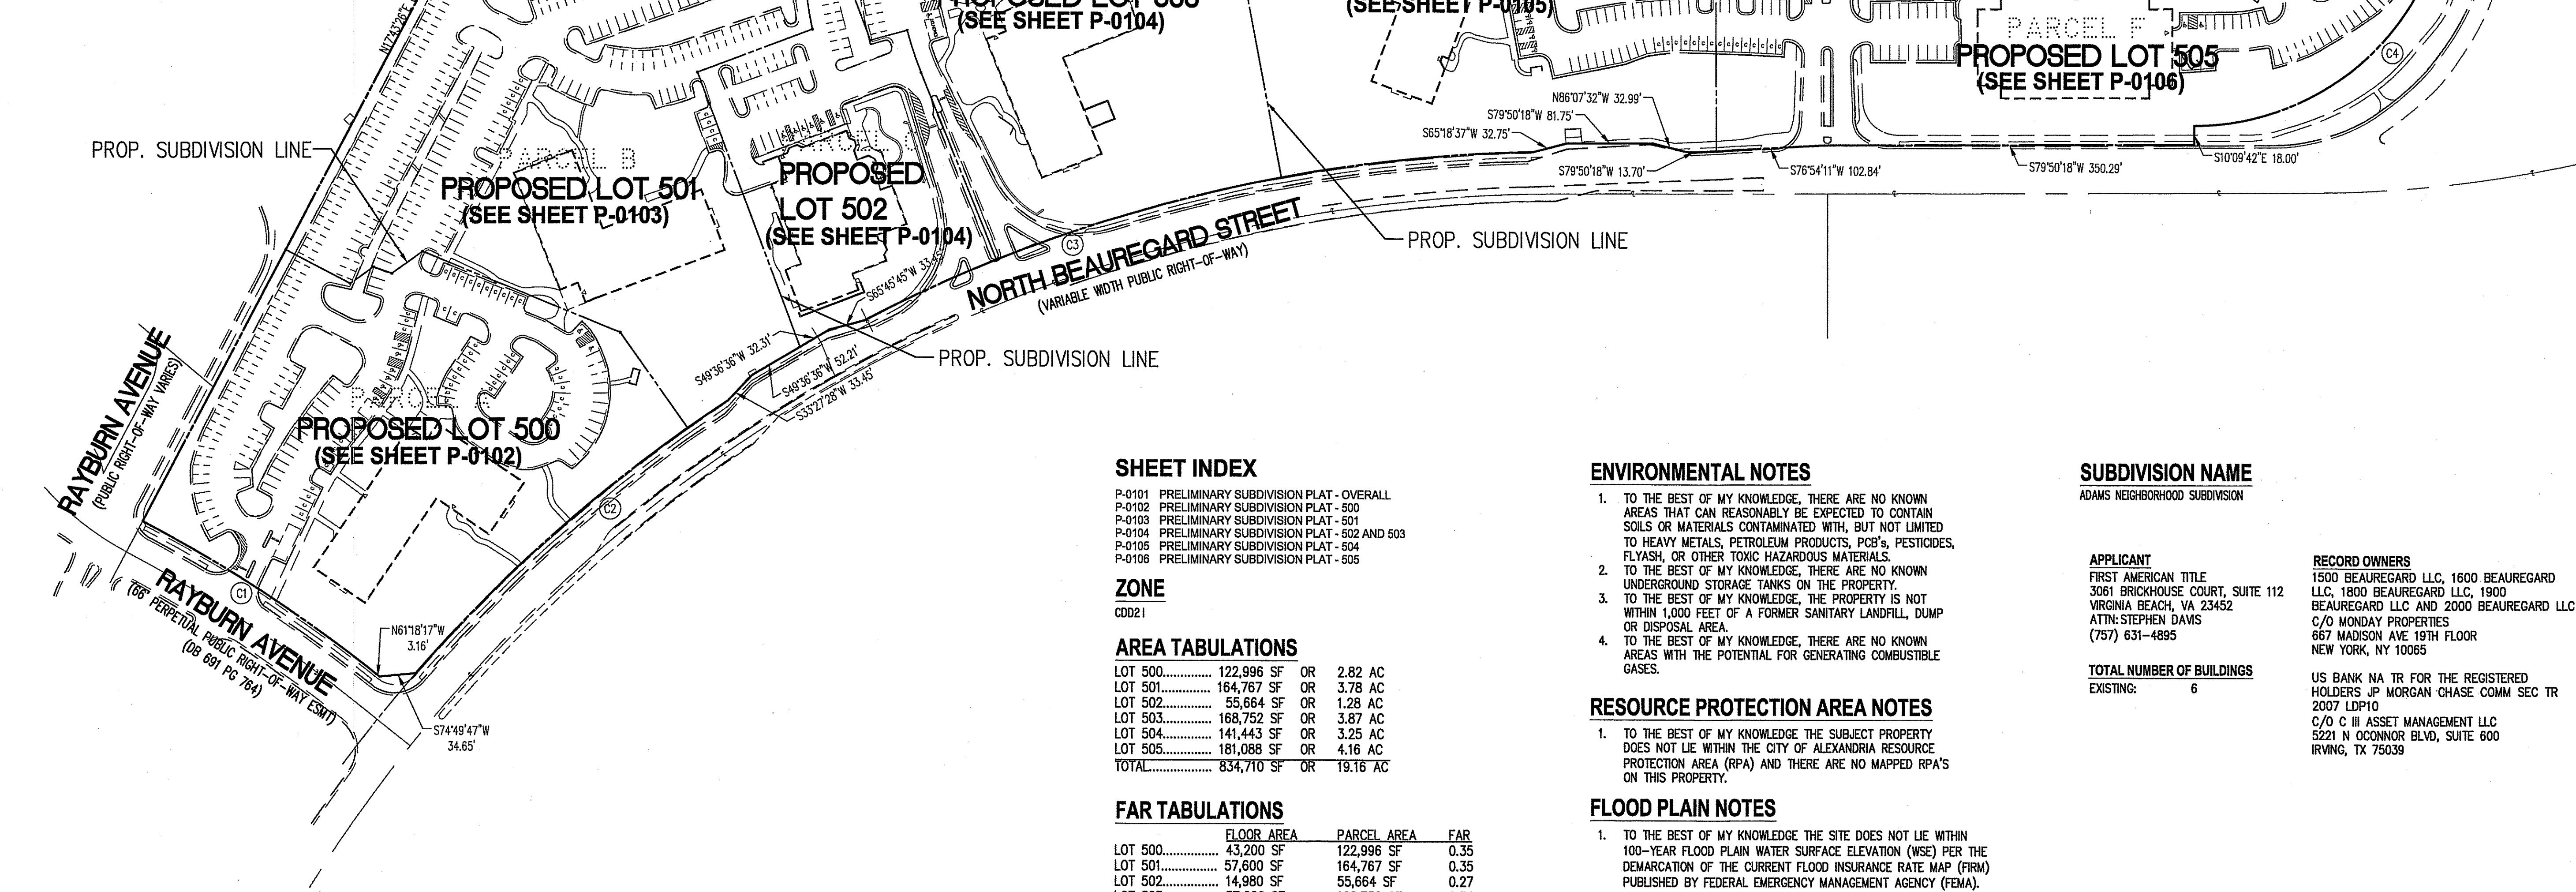 (SEE SHEET P-0104)
(SEE SHEET P-0105)
N17°43'26"E
PARCEL F
PROPOSED LOT 505
(SEE SHEET P-0106)
C4
N86°07'32"W 32.99'
S79°50'18"W 81.75'
S65°18'37"W 32.75'
S79°50'18"W 13.70'
S76°54'11"W 102.84'
S79°50'18"W 350.29'
S10°09'42"E 18.00'
PROP. SUBDIVISION LINE
PARCEL B
PROPOSED LOT 501
(SEE SHEET P-0103)
PROPOSED
LOT 502
(SEE SHEET P-0104)
C3
NORTH BEAUREGARD STREET
(VARIABLE WIDTH PUBLIC RIGHT-OF-WAY)
PROP. SUBDIVISION LINE
S65°45'45"W 33.45'
PROP. SUBDIVISION LINE
S49°36'36"W 32.31'
S49°36'36"W 52.21'
S33°27'28"W 33.45'
RAYBURN AVENUE
(PUBLIC RIGHT-OF-WAY VARIES)
PROPOSED LOT 500
(SEE SHEET P-0102)
C2
C1
RAYBURN AVENUE
(66' PERPETUAL PUBLIC RIGHT-OF-WAY ESMT)
(DB 691 PG 764)
N61°18'17"W
3.16'
S74°49'47"W
34.65'
SHEET INDEX
P-0101 PRELIMINARY SUBDIVISION PLAT - OVERALL
P-0102 PRELIMINARY SUBDIVISION PLAT - 500
P-0103 PRELIMINARY SUBDIVISION PLAT - 501
P-0104 PRELIMINARY SUBDIVISION PLAT - 502 AND 503
P-0105 PRELIMINARY SUBDIVISION PLAT - 504
P-0106 PRELIMINARY SUBDIVISION PLAT - 505
ZONE
CDD21
AREA TABULATIONS
LOT 500.............. 122,996 SF OR 2.82 AC
LOT 501.............. 164,767 SF OR 3.78 AC
LOT 502.............. 55,664 SF OR 1.28 AC
LOT 503.............. 168,752 SF OR 3.87 AC
LOT 504.............. 141,443 SF OR 3.25 AC
LOT 505.............. 181,088 SF OR 4.16 AC
TOTAL.................. 834,710 SF OR 19.16 AC
FAR TABULATIONS
FLOOR AREA PARCEL AREA FAR
LOT 500................ 43,200 SF 122,996 SF 0.35
LOT 501................ 57,600 SF 164,767 SF 0.35
LOT 502................ 14,980 SF 55,664 SF 0.27
ENVIRONMENTAL NOTES
1. TO THE BEST OF MY KNOWLEDGE, THERE ARE NO KNOWN
AREAS THAT CAN REASONABLY BE EXPECTED TO CONTAIN
SOILS OR MATERIALS CONTAMINATED WITH, BUT NOT LIMITED
TO HEAVY METALS, PETROLEUM PRODUCTS, PCB's, PESTICIDES,
FLYASH, OR OTHER TOXIC HAZARDOUS MATERIALS.
2. TO THE BEST OF MY KNOWLEDGE, THERE ARE NO KNOWN
UNDERGROUND STORAGE TANKS ON THE PROPERTY.
3. TO THE BEST OF MY KNOWLEDGE, THE PROPERTY IS NOT
WITHIN 1,000 FEET OF A FORMER SANITARY LANDFILL, DUMP
OR DISPOSAL AREA.
4. TO THE BEST OF MY KNOWLEDGE, THERE ARE NO KNOWN
AREAS WITH THE POTENTIAL FOR GENERATING COMBUSTIBLE
GASES.
RESOURCE PROTECTION AREA NOTES
1. TO THE BEST OF MY KNOWLEDGE THE SUBJECT PROPERTY
DOES NOT LIE WITHIN THE CITY OF ALEXANDRIA RESOURCE
PROTECTION AREA (RPA) AND THERE ARE NO MAPPED RPA'S
ON THIS PROPERTY.
FLOOD PLAIN NOTES
1. TO THE BEST OF MY KNOWLEDGE THE SITE DOES NOT LIE WITHIN
100-YEAR FLOOD PLAIN WATER SURFACE ELEVATION (WSE) PER THE
DEMARCATION OF THE CURRENT FLOOD INSURANCE RATE MAP (FIRM)
PUBLISHED BY FEDERAL EMERGENCY MANAGEMENT AGENCY (FEMA).
SUBDIVISION NAME
ADAMS NEIGHBORHOOD SUBDIVISION
APPLICANT
FIRST AMERICAN TITLE
3061 BRICKHOUSE COURT, SUITE 112
VIRGINIA BEACH, VA 23452
ATTN: STEPHEN DAVIS
(757) 631-4895
TOTAL NUMBER OF BUILDINGS
EXISTING: 6
RECORD OWNERS
1500 BEAUREGARD LLC, 1600 BEAUREGARD
LLC, 1800 BEAUREGARD LLC, 1900
BEAUREGARD LLC AND 2000 BEAUREGARD LLC
C/O MONDAY PROPERTIES
667 MADISON AVE 19TH FLOOR
NEW YORK, NY 10065
US BANK NA TR FOR THE REGISTERED
HOLDERS JP MORGAN CHASE COMM SEC TR
2007 LDP10
C/O C III ASSET MANAGEMENT LLC
5221 N OCONNOR BLVD, SUITE 600
IRVING, TX 75039